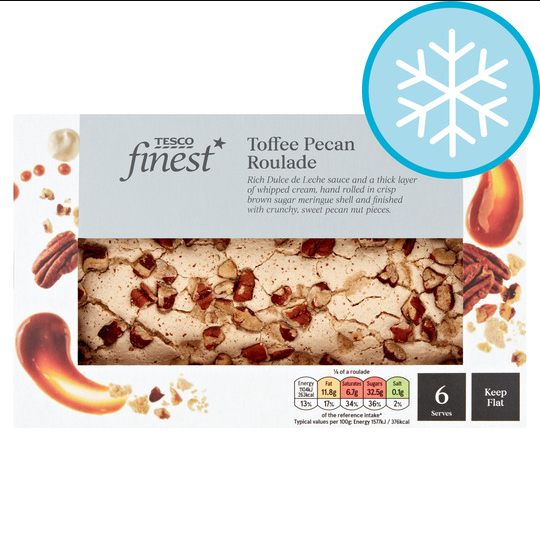 TESCO
finest
Toffee Pecan
Roulade
Rich Dulce de Leche sauce and a thick layer
of whipped cream, hand rolled in crisp
brown sugar meringue shell and finished
with crunchy, sweet pecan nut pieces.
⅙ of a roulade
Energy Fat Saturates Sugars Salt
1104kJ
263kcal 11.8g 6.7g 32.5g 0.1g
13% 17% 34% 36% 2%
of the reference intake*
Typical values per 100g: Energy 1577kJ / 376kcal
6
Serves
Keep
Flat